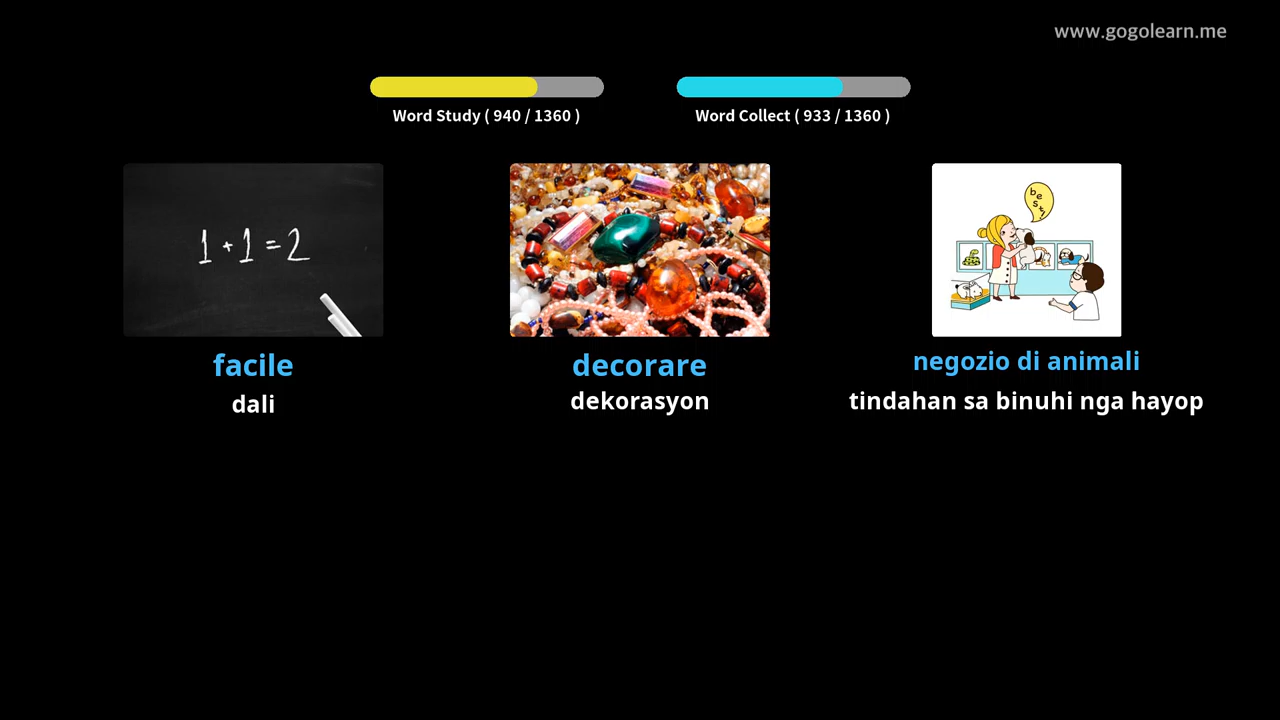 www.gogolearn.me
Word Study ( 940 / 1360 )
Word Collect ( 933 / 1360 )
1 + 1 = 2
best
facile
decorare
negozio di animali
dali
dekorasyon
tindahan sa binuhi nga hayop